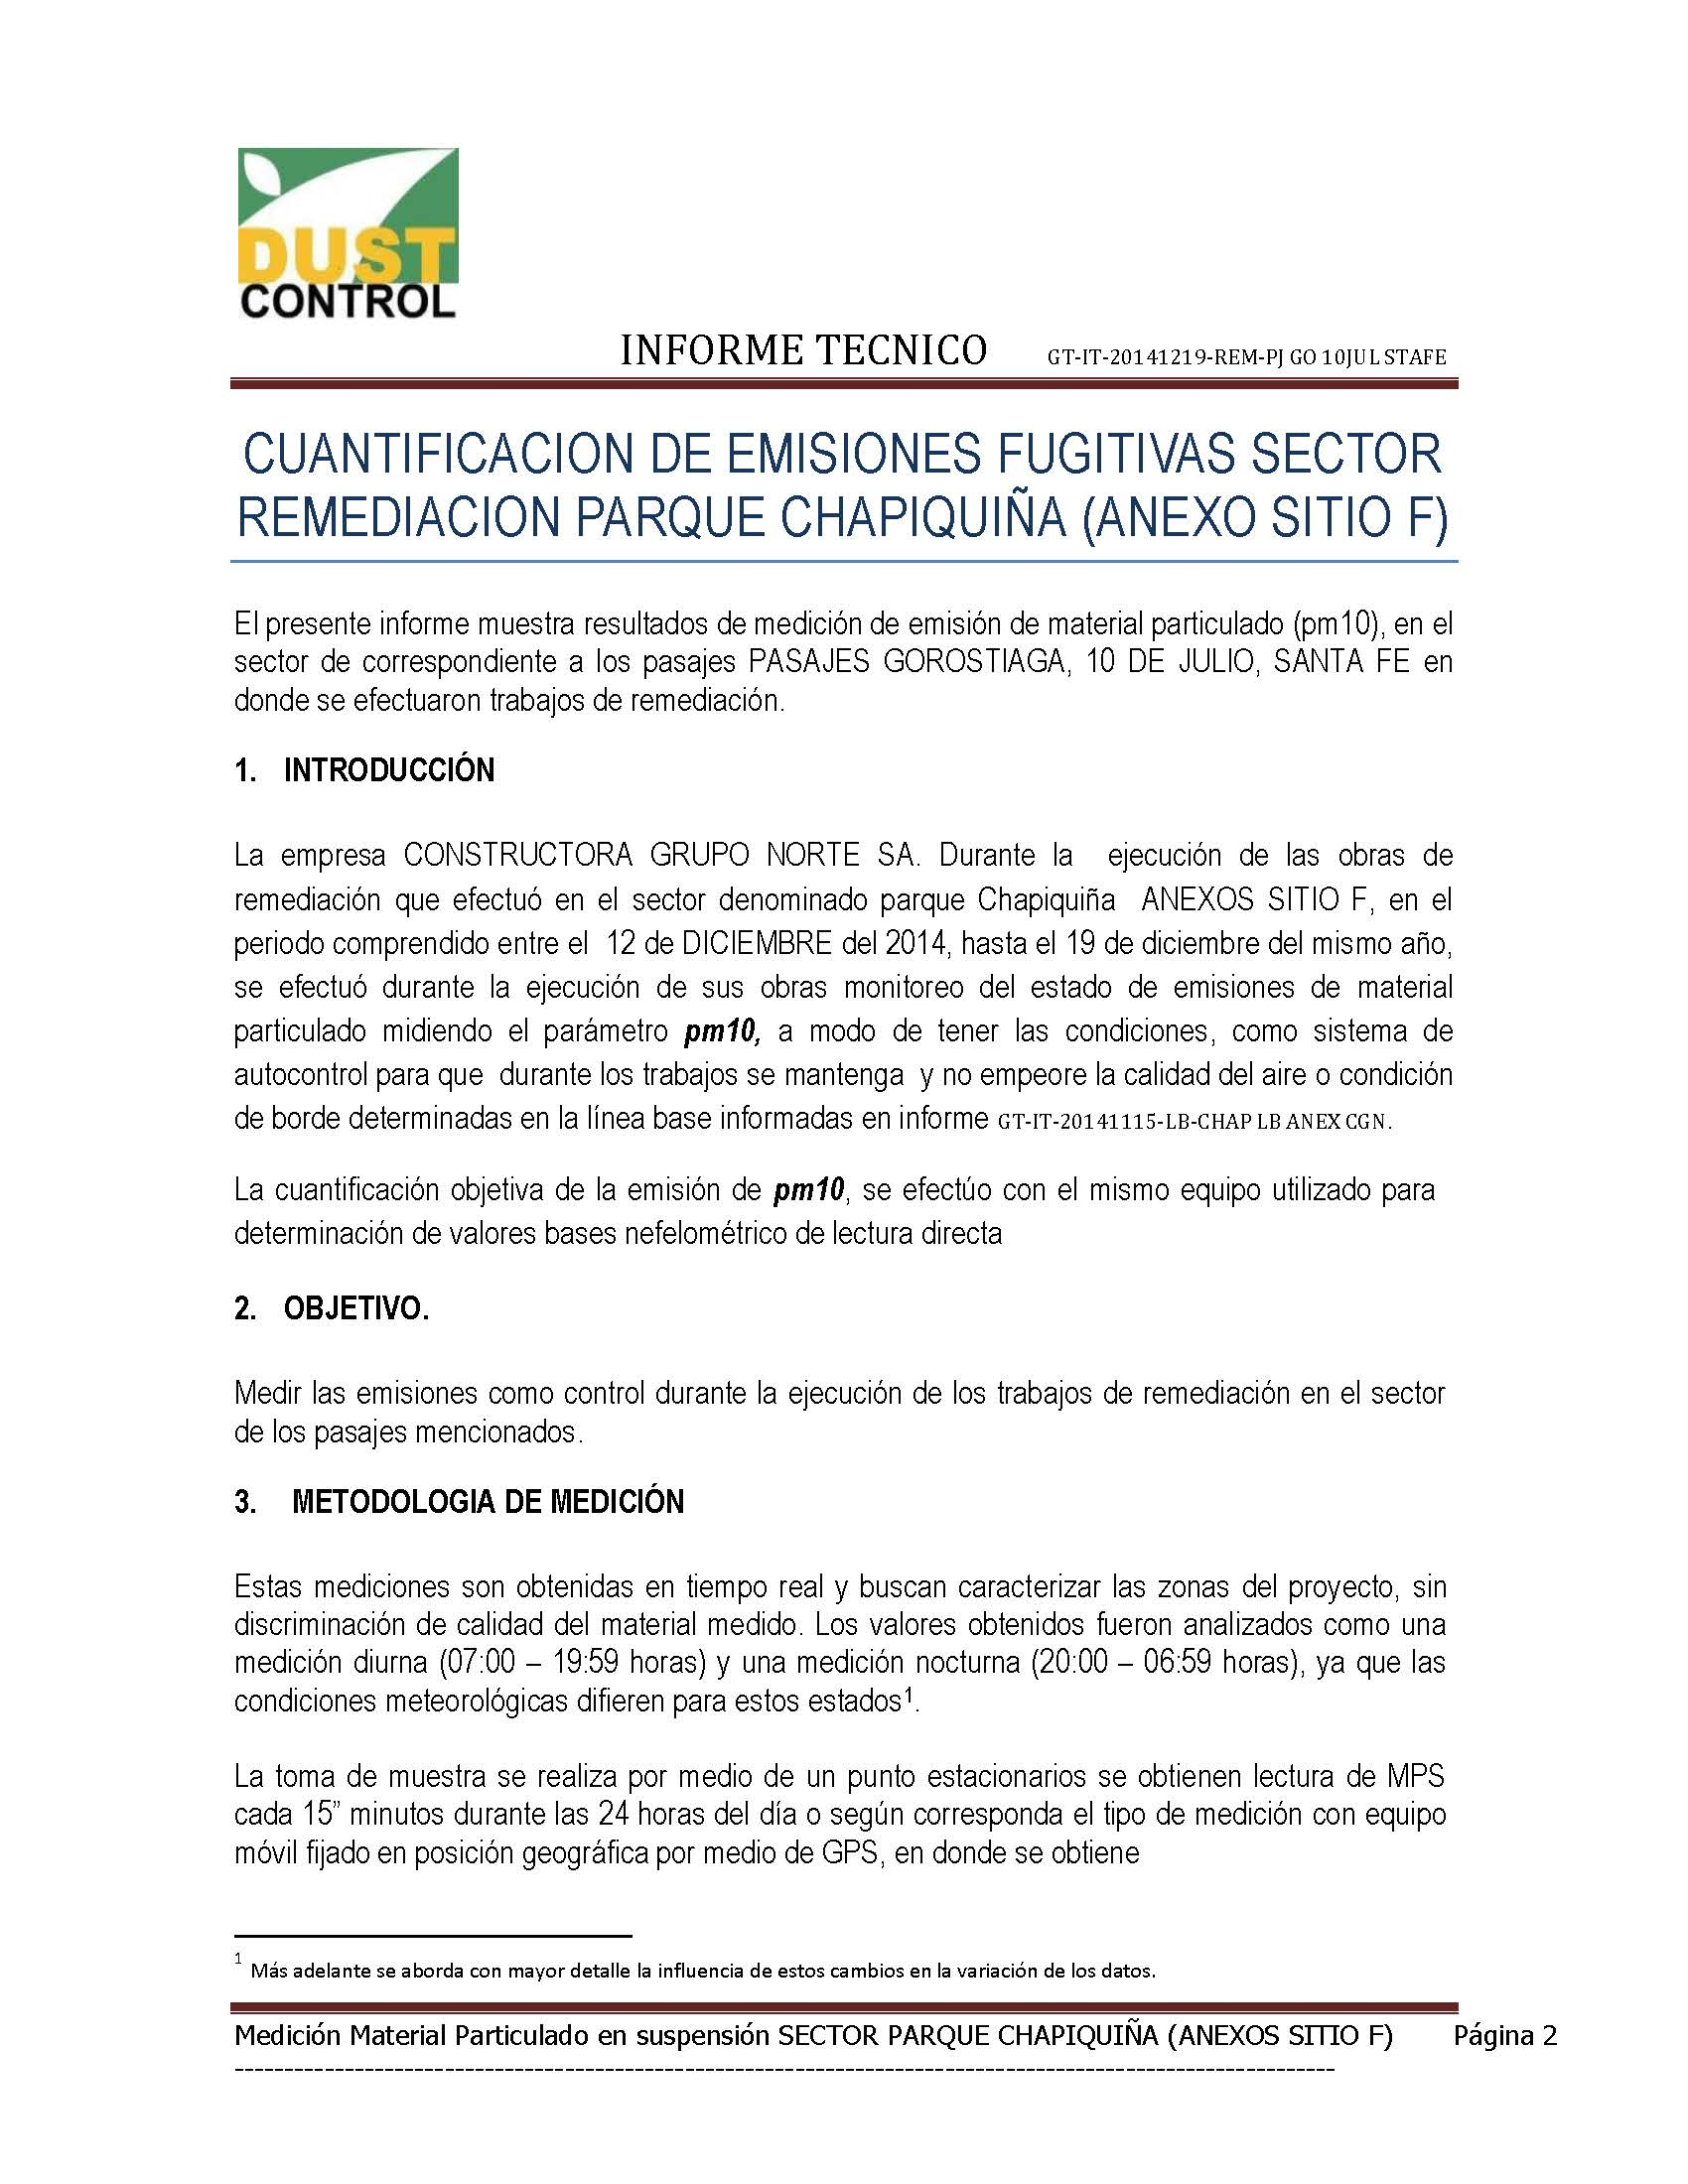 DUST
CONTROL
INFORME TECNICO GT-IT-20141219-REM-PJ GO 10JUL STAFE
CUANTIFICACION DE EMISIONES FUGITIVAS SECTOR
REMEDIACION PARQUE CHAPIQUIÑA (ANEXO SITIO F)
El presente informe muestra resultados de medición de emisión de material particulado (pm10), en el
sector de correspondiente a los pasajes PASAJES GOROSTIAGA, 10 DE JULIO, SANTA FE en
donde se efectuaron trabajos de remediación.
1. INTRODUCCIÓN
La empresa CONSTRUCTORA GRUPO NORTE SA. Durante la ejecución de las obras de
remediación que efectuó en el sector denominado parque Chapiquiña ANEXOS SITIO F, en el
periodo comprendido entre el 12 de DICIEMBRE del 2014, hasta el 19 de diciembre del mismo año,
se efectuó durante la ejecución de sus obras monitoreo del estado de emisiones de material
particulado midiendo el parámetro pm10, a modo de tener las condiciones, como sistema de
autocontrol para que durante los trabajos se mantenga y no empeore la calidad del aire o condición
de borde determinadas en la línea base informadas en informe GT-IT-20141115-LB-CHAP LB ANEX CGN.
La cuantificación objetiva de la emisión de pm10, se efectúo con el mismo equipo utilizado para
determinación de valores bases nefelométrico de lectura directa
2. OBJETIVO.
Medir las emisiones como control durante la ejecución de los trabajos de remediación en el sector
de los pasajes mencionados.
3. METODOLOGIA DE MEDICIÓN
Estas mediciones son obtenidas en tiempo real y buscan caracterizar las zonas del proyecto, sin
discriminación de calidad del material medido. Los valores obtenidos fueron analizados como una
medición diurna (07:00 – 19:59 horas) y una medición nocturna (20:00 – 06:59 horas), ya que las
condiciones meteorológicas difieren para estos estados¹.
La toma de muestra se realiza por medio de un punto estacionarios se obtienen lectura de MPS
cada 15” minutos durante las 24 horas del día o según corresponda el tipo de medición con equipo
móvil fijado en posición geográfica por medio de GPS, en donde se obtiene
¹ Más adelante se aborda con mayor detalle la influencia de estos cambios en la variación de los datos.
Medición Material Particulado en suspensión SECTOR PARQUE CHAPIQUIÑA (ANEXOS SITIO F) Página 2
--------------------------------------------------------------------------------------------------------------